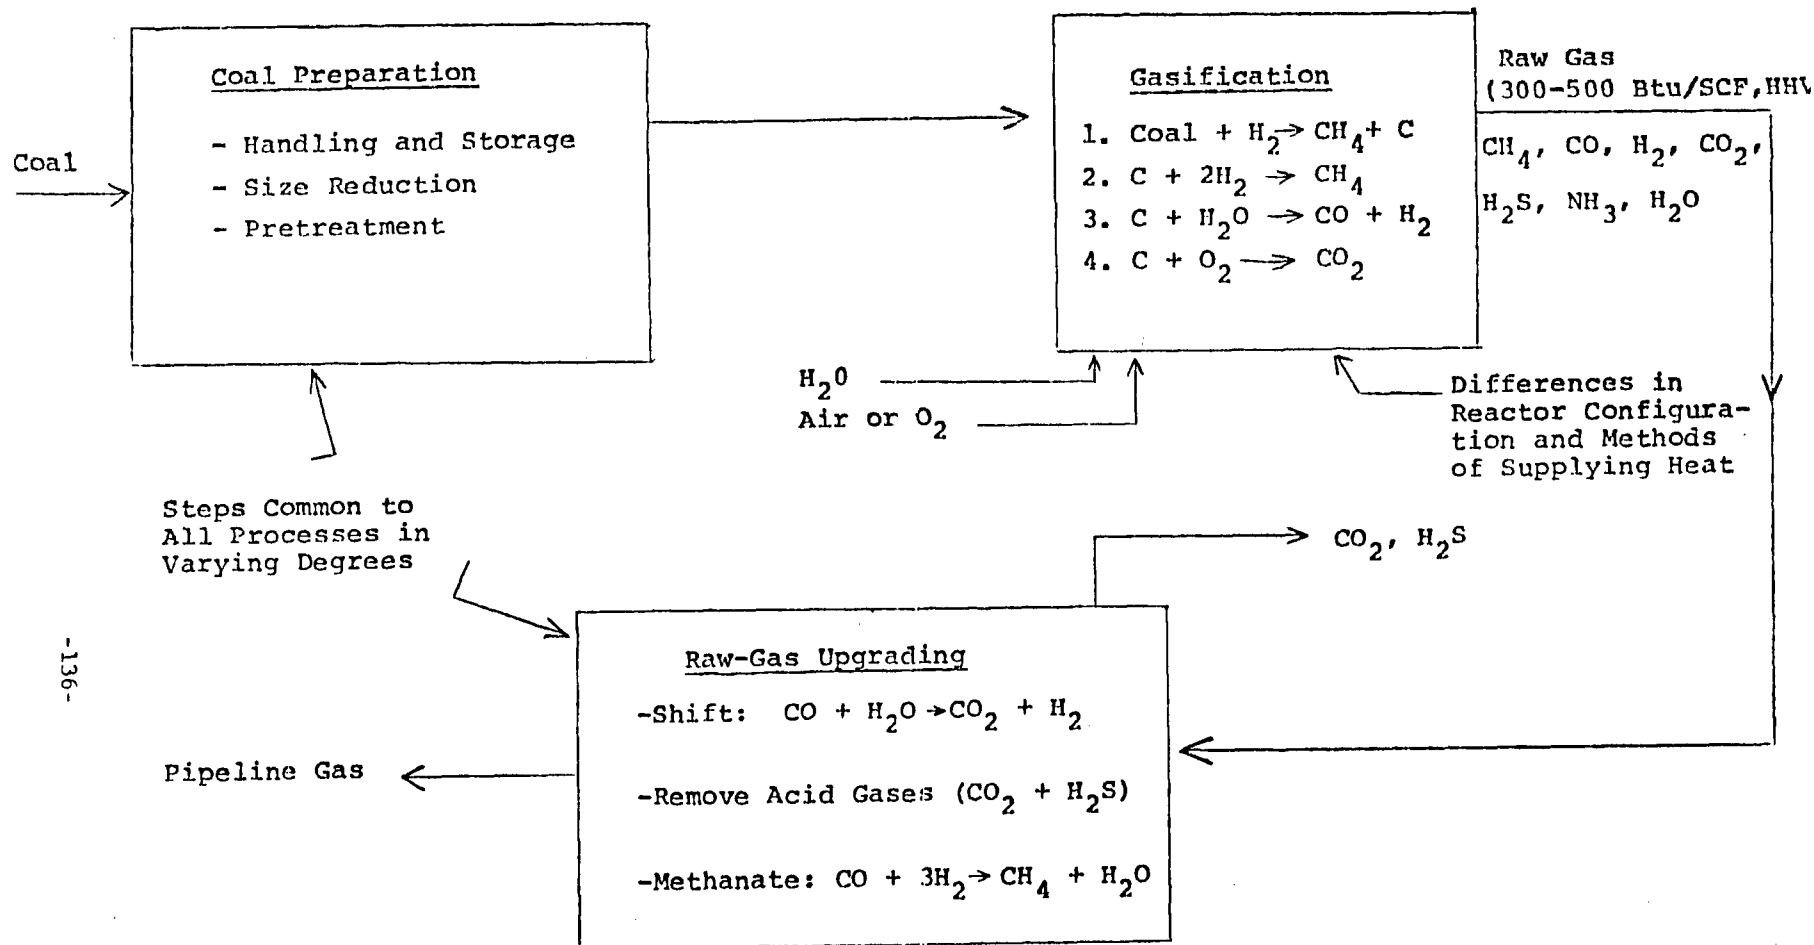 Coal
Coal Preparation
- Handling and Storage
- Size Reduction
- Pretreatment
Gasification
1. Coal + H₂→ CH₄+ C
2. C + 2H₂ → CH₄
3. C + H₂O → CO + H₂
4. C + O₂ → CO₂
Raw Gas
(300-500 Btu/SCF,HHV
CH₄, CO, H₂, CO₂,
H₂S, NH₃, H₂O
H₂O
Air or O₂
Differences in
Reactor Configura-
tion and Methods
of Supplying Heat
Steps Common to
All Processes in
Varying Degrees
CO₂, H₂S
Raw-Gas Upgrading
-Shift: CO + H₂O →CO₂ + H₂
-Remove Acid Gases (CO₂ + H₂S)
-Methanate: CO + 3H₂→ CH₄ + H₂O
Pipeline Gas
-136-